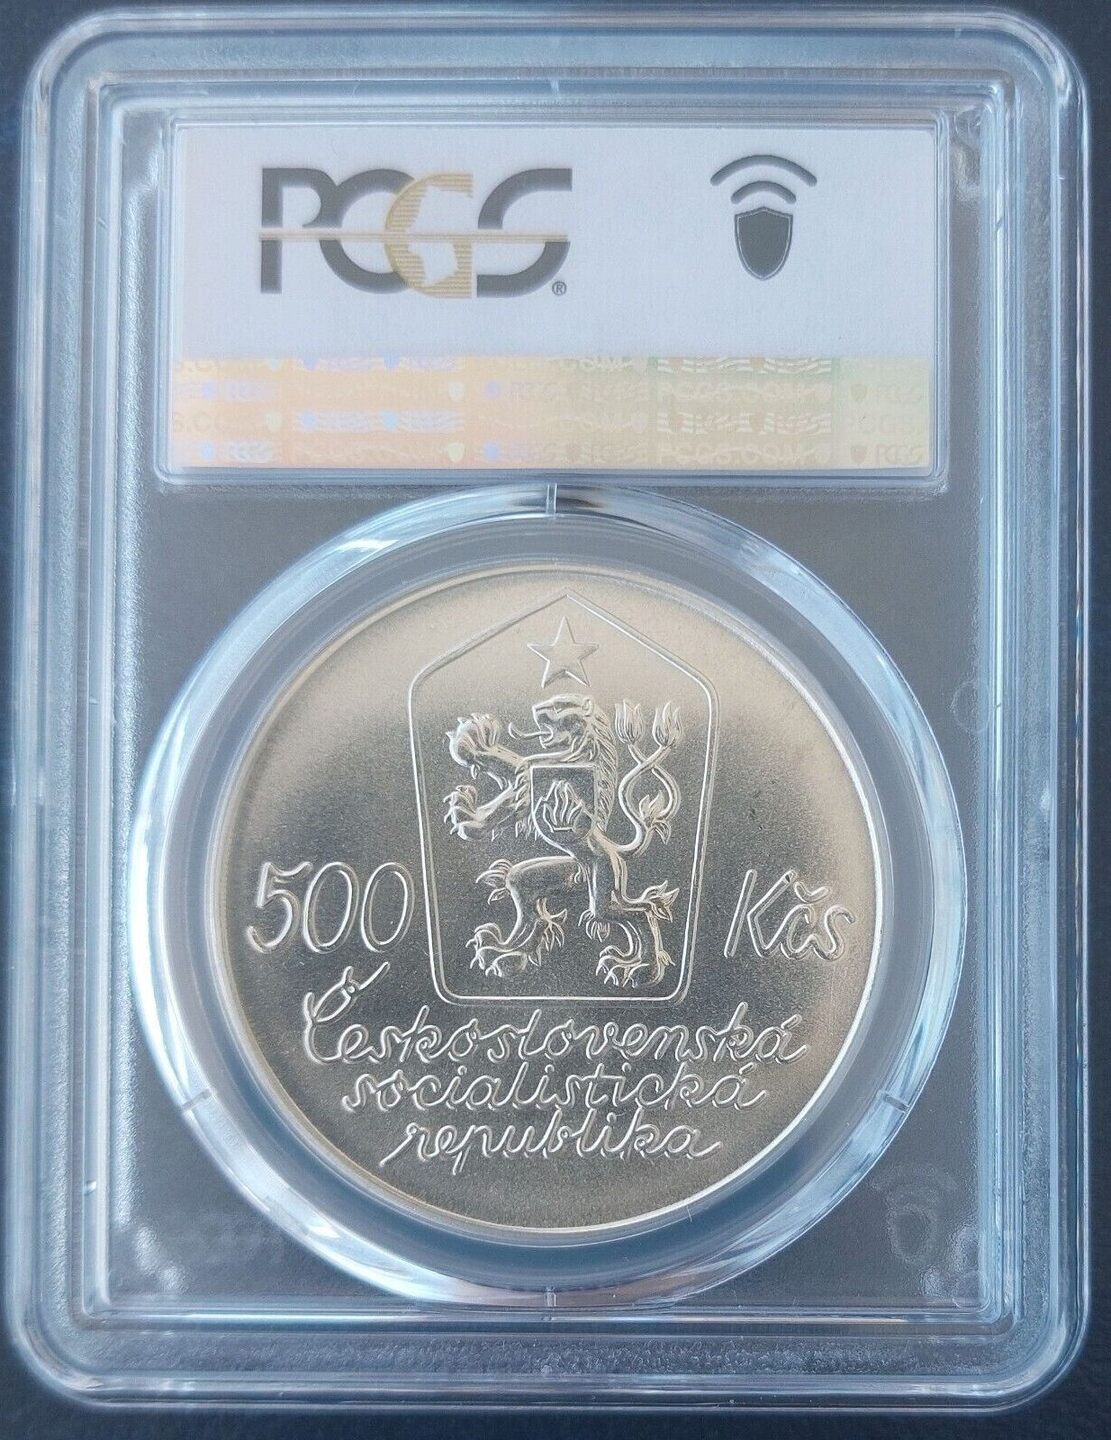 PCGS®
500 Kčs
Československá
socialistická
republika